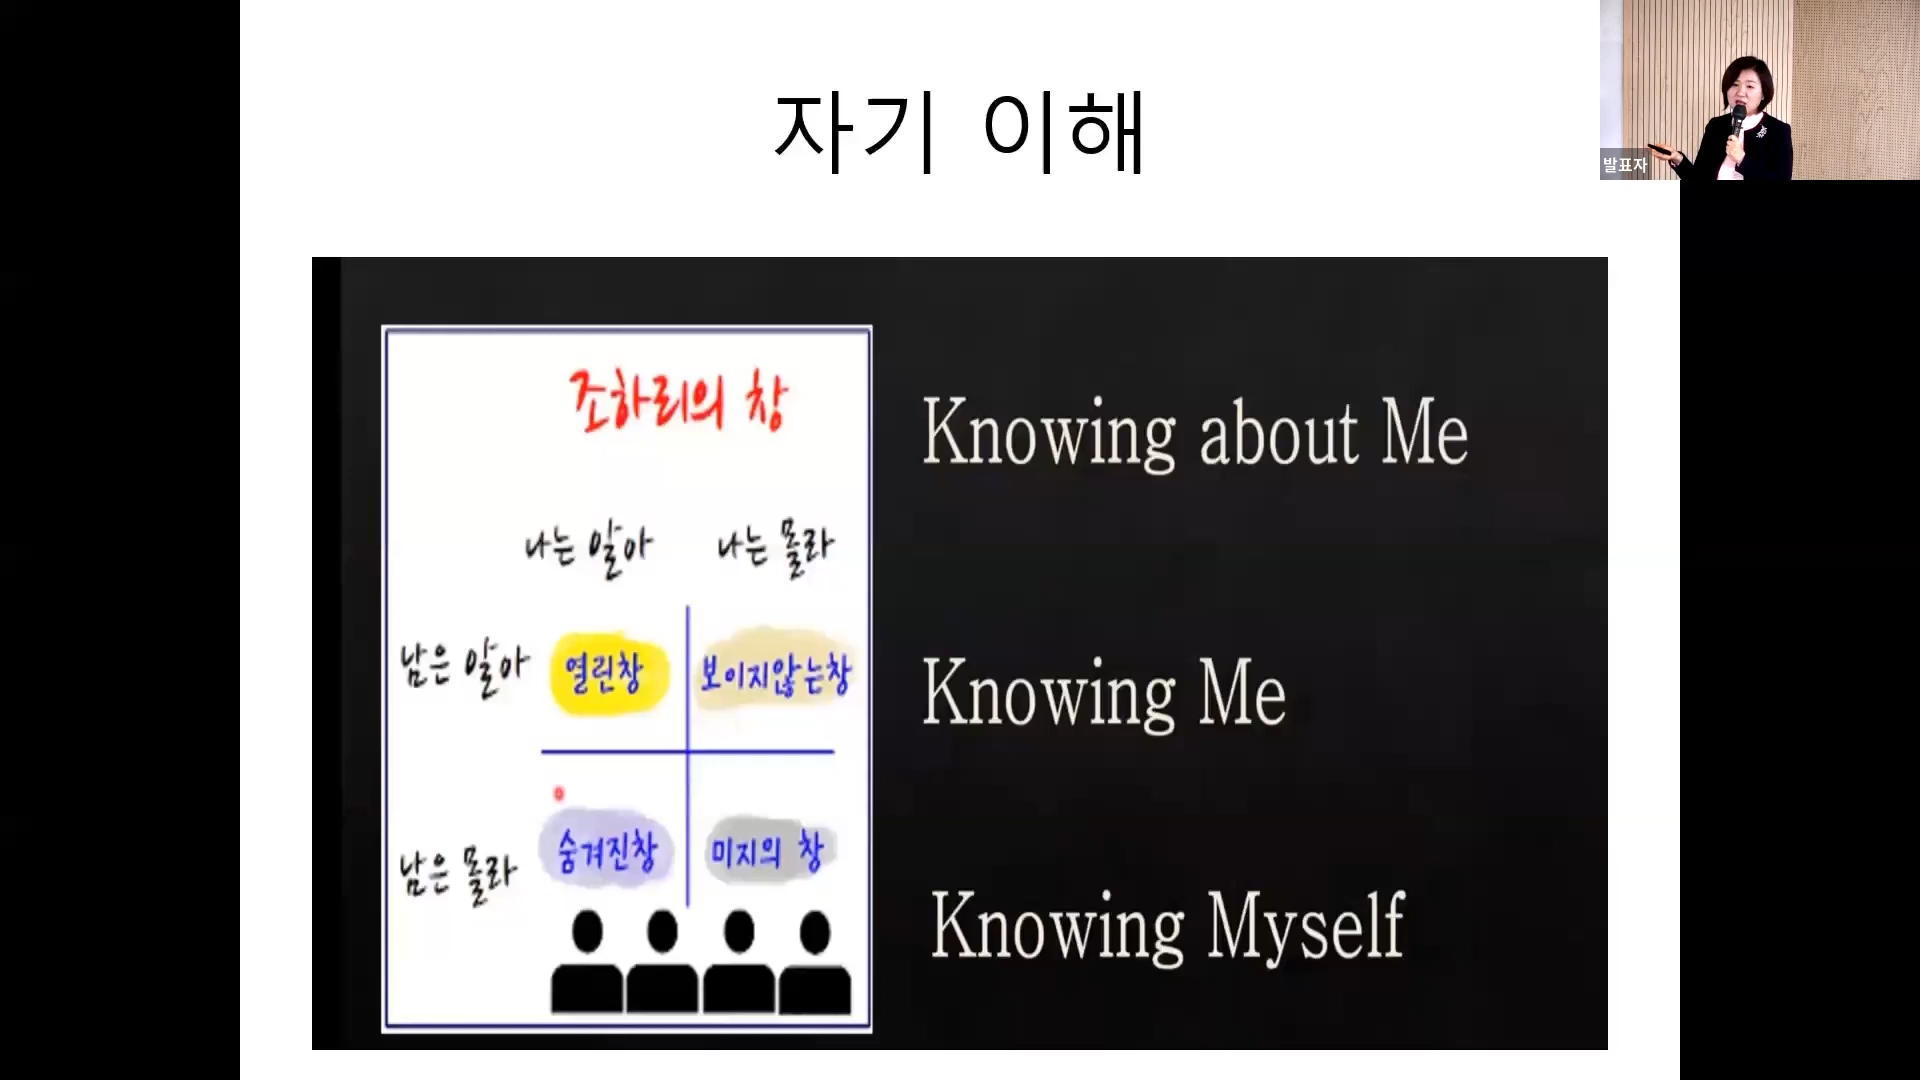 자기 이해
발표자
조하리의 창
나는 알아 나는 몰라
남은 알아 열린창 보이지않는창
남은 몰라 숨겨진창 미지의 창
Knowing about Me
Knowing Me
Knowing Myself